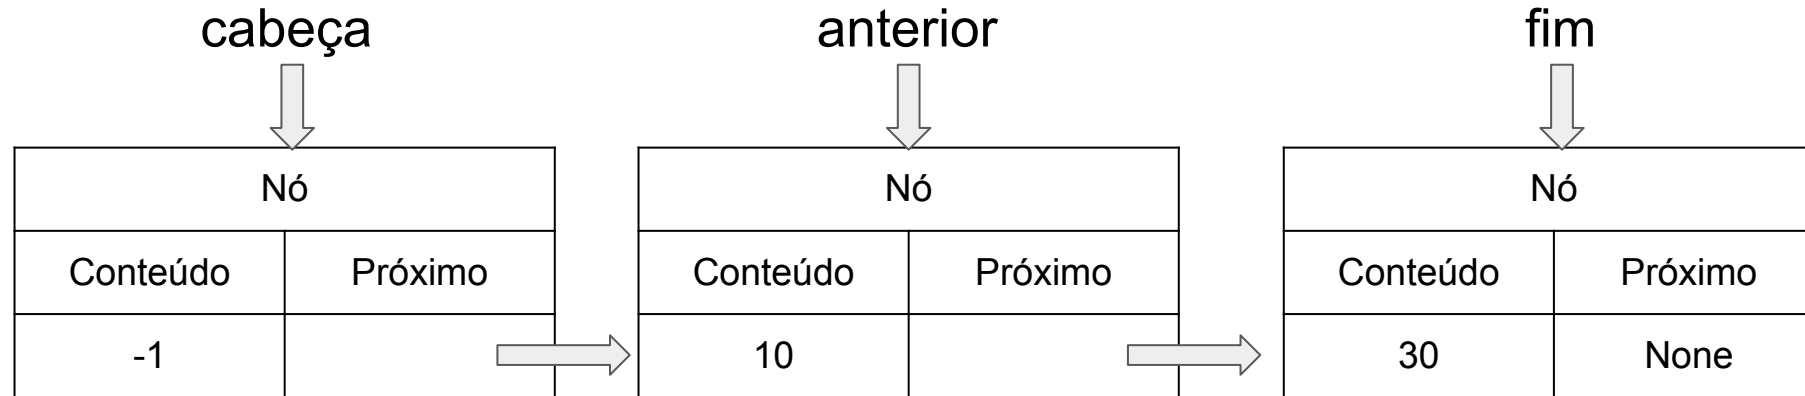 cabeça anterior fim
Nó Nó Nó
Conteúdo Próximo Conteúdo Próximo Conteúdo Próximo
-1 10 30 None